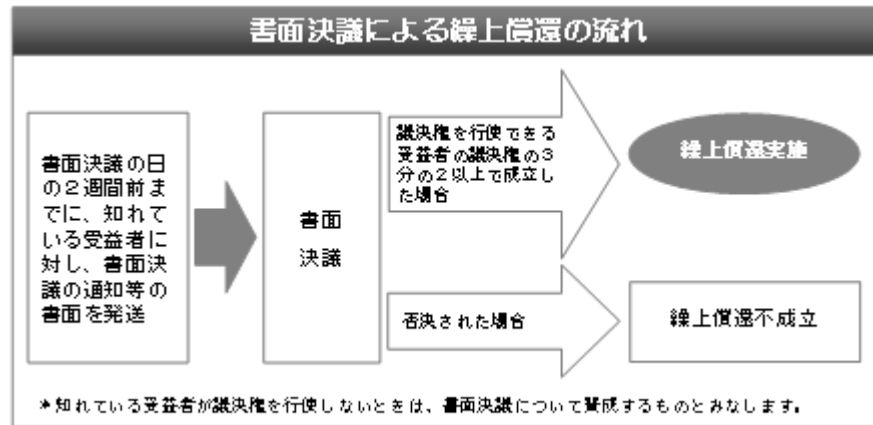 書面決議による繰上償還の流れ
書面決議の日
の２週間前ま
でに、知れて
いる受益者に
対し、書面決
議の通知等の
書面を発送
書面
決議
議決権を行使できる
受益者の議決権の３
分の２以上で成立し
た場合
繰上償還実施
否決された場合
繰上償還不成立
＊知れている受益者が議決権を行使しないときは、書面決議について賛成するものとみなします。